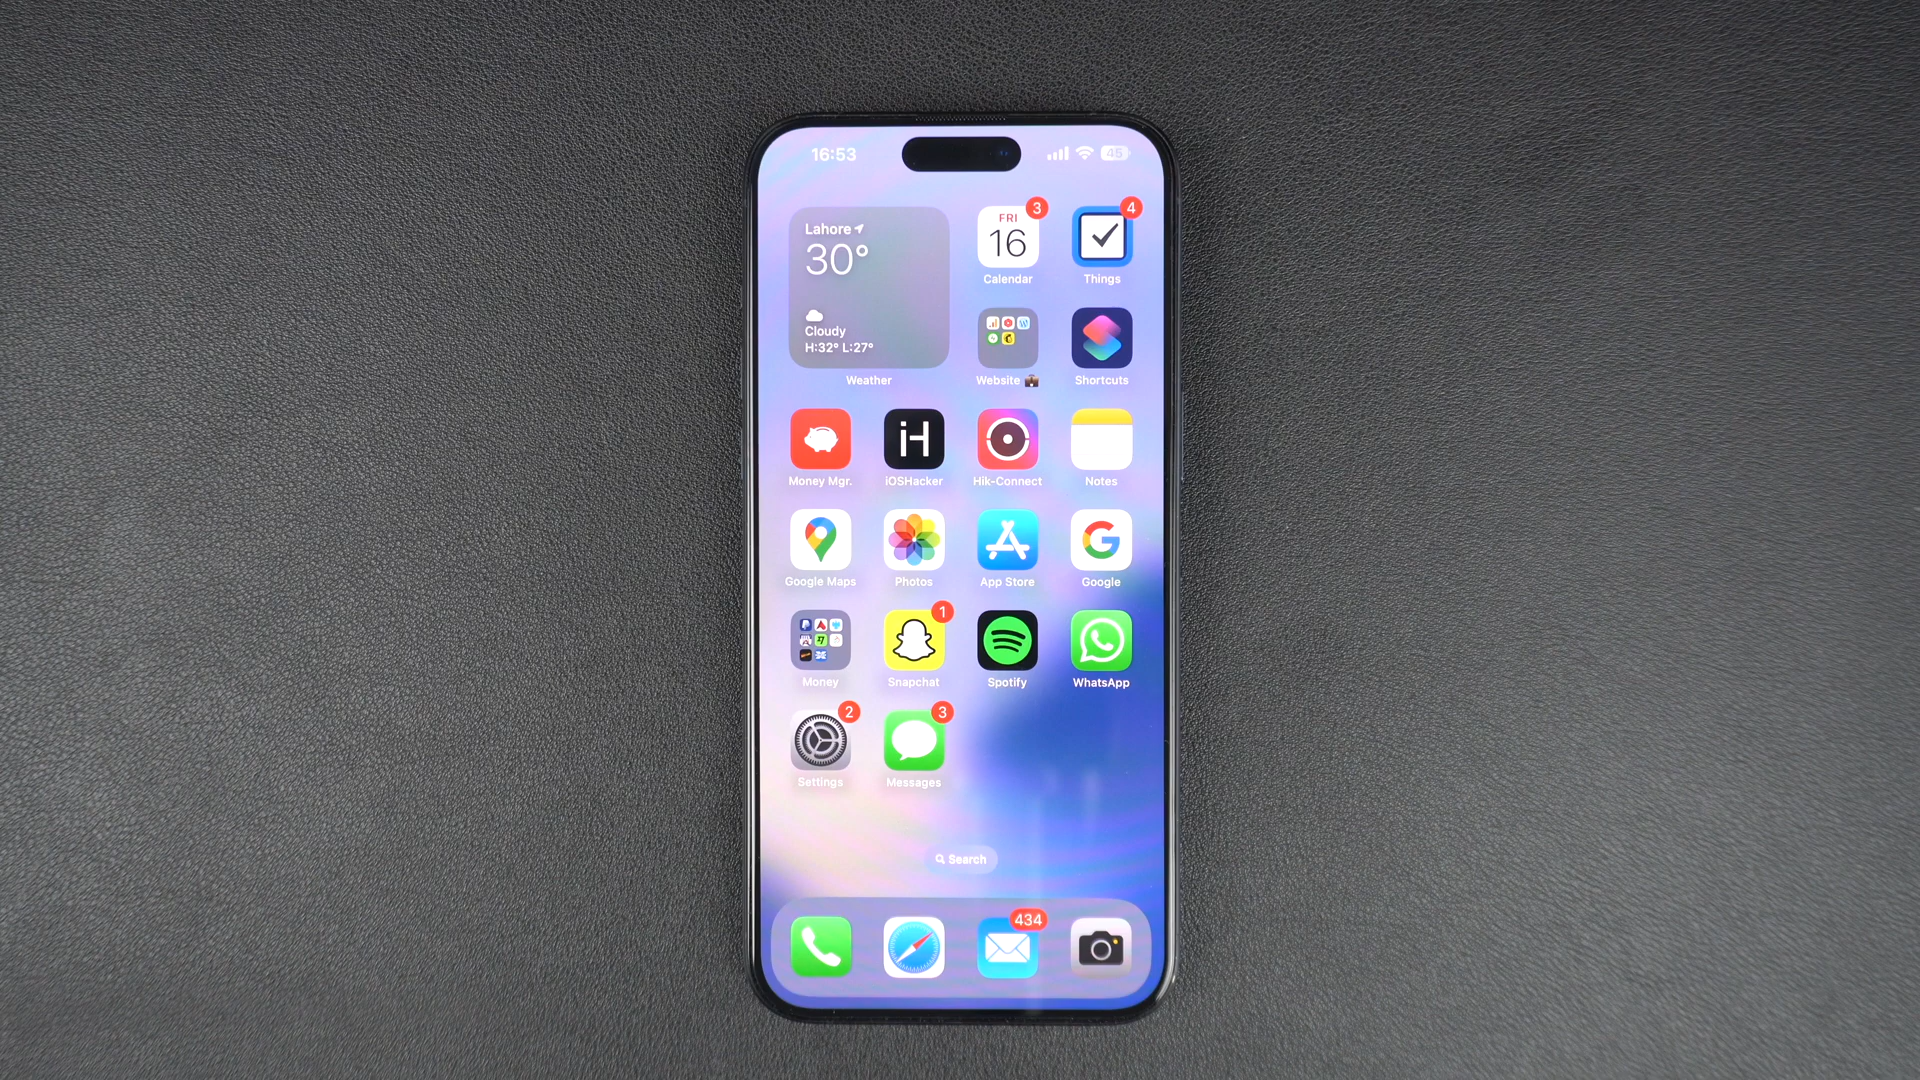 16:53
45
Lahore
30°
Cloudy
H:32° L:27°
Weather
3
FRI
16
Calendar
4
Things
Website
Shortcuts
Money Mgr.
iH
iOSHacker
Hik-Connect
Notes
Google Maps
Photos
App Store
G
Google
Money
1
Snapchat
Spotify
WhatsApp
2
Settings
3
Messages
Search
434